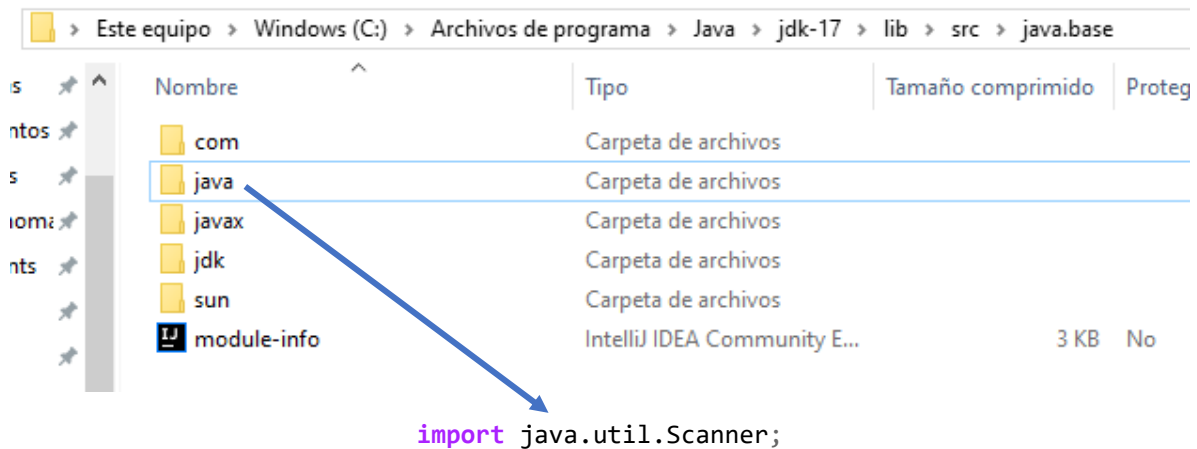 Este equipo > Windows (C:) > Archivos de programa > Java > jdk-17 > lib > src > java.base
Nombre Tipo Tamaño comprimido Proteg
com Carpeta de archivos
ntos
java Carpeta de archivos
javax Carpeta de archivos
jdk Carpeta de archivos
nts
sun Carpeta de archivos
module-info IntelliJ IDEA Community E... 3 KB No
import java.util.Scanner;